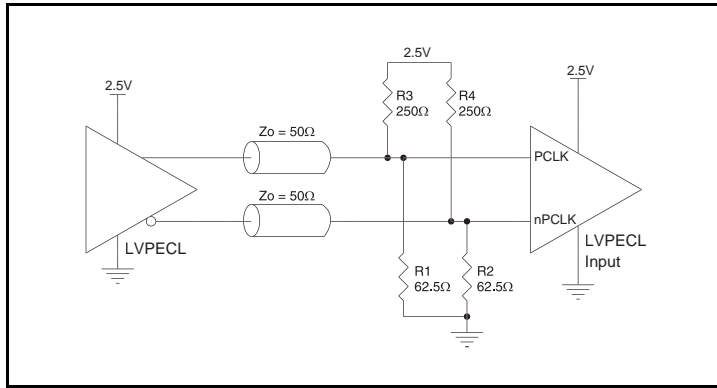 2.5V
2.5V
2.5V
R3
250Ω
R4
250Ω
Zo = 50Ω
PCLK
Zo = 50Ω
nPCLK
LVPECL
LVPECL
Input
R1
62.5Ω
R2
62.5Ω